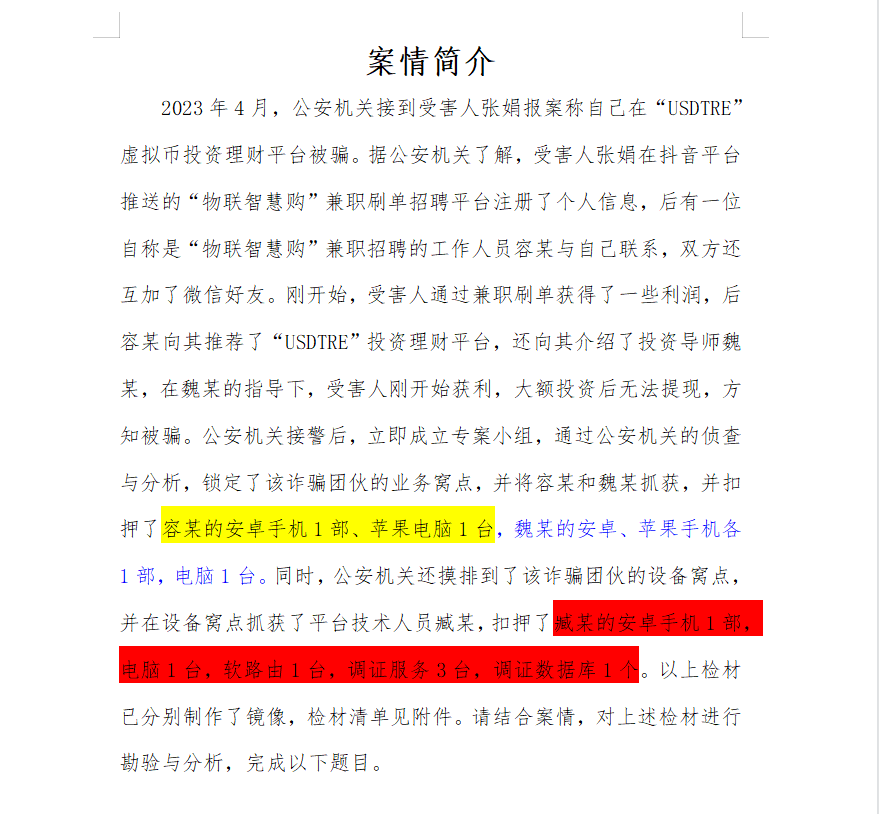 案情简介
2023 年 4 月，公安机关接到受害人张娟报案称自己在“USDTRE”
虚拟币投资理财平台被骗。据公安机关了解，受害人张娟在抖音平台
推送的“物联智慧购”兼职刷单招聘平台注册了个人信息，后有一位
自称是“物联智慧购”兼职招聘的工作人员容某与自己联系，双方还
互加了微信好友。刚开始，受害人通过兼职刷单获得了一些利润，后
容某向其推荐了“USDTRE”投资理财平台，还向其介绍了投资导师魏
某，在魏某的指导下，受害人刚开始获利，大额投资后无法提现，方
知被骗。公安机关接警后，立即成立专案小组，通过公安机关的侦查
与分析，锁定了该诈骗团伙的业务窝点，并将容某和魏某抓获，并扣
押了容某的安卓手机 1 部、苹果电脑 1 台，魏某的安卓、苹果手机各
1 部，电脑 1 台。同时，公安机关还摸排到了该诈骗团伙的设备窝点，
并在设备窝点抓获了平台技术人员臧某，扣押了臧某的安卓手机 1 部，
电脑 1 台，软路由 1 台，调证服务 3 台，调证数据库 1 个。以上检材
已分别制作了镜像，检材清单见附件。请结合案情，对上述检材进行
勘验与分析，完成以下题目。